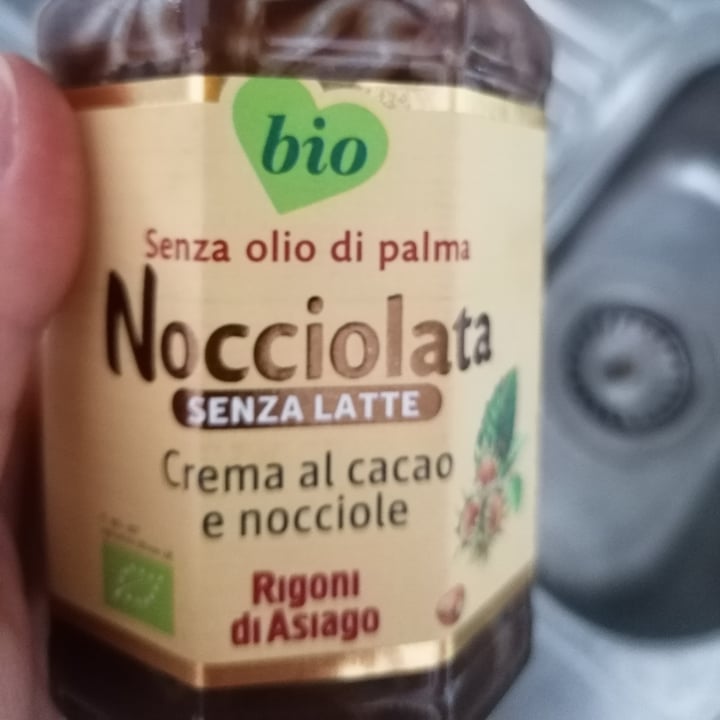 bio
Senza olio di palma
Nocciolata
SENZA LATTE
Crema al cacao
e nocciole
Rigoni
di Asiago